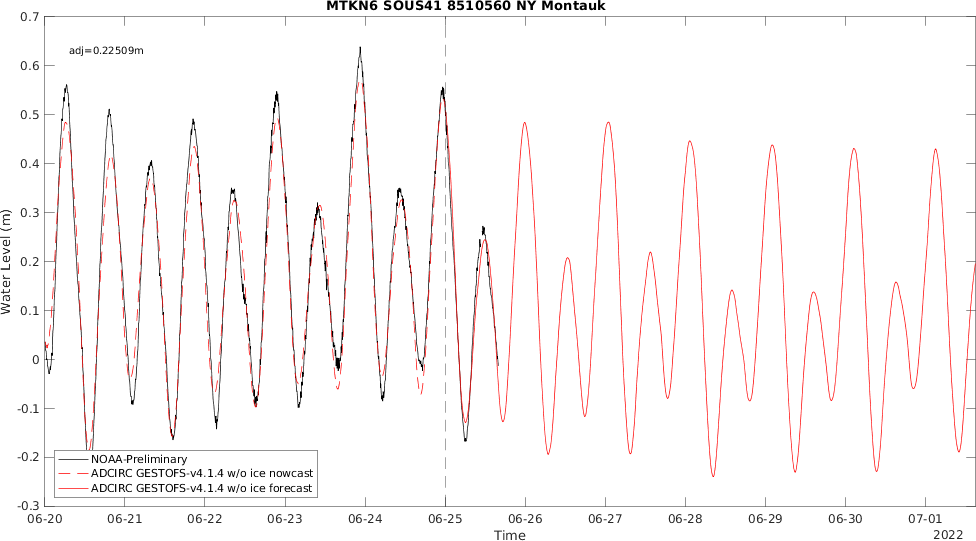 MTKN6 SOUS41 8510560 NY Montauk
0.7
0.6
0.5
0.4
0.3
0.2
0.1
0
-0.1
-0.2
-0.3
Water Level (m)
adj=0.22509m
NOAA-Preliminary
ADCIRC GESTOFS-v4.1.4 w/o ice nowcast
ADCIRC GESTOFS-v4.1.4 w/o ice forecast
06-20 06-21 06-22 06-23 06-24 06-25 06-26 06-27 06-28 06-29 06-30 07-01
Time
2022